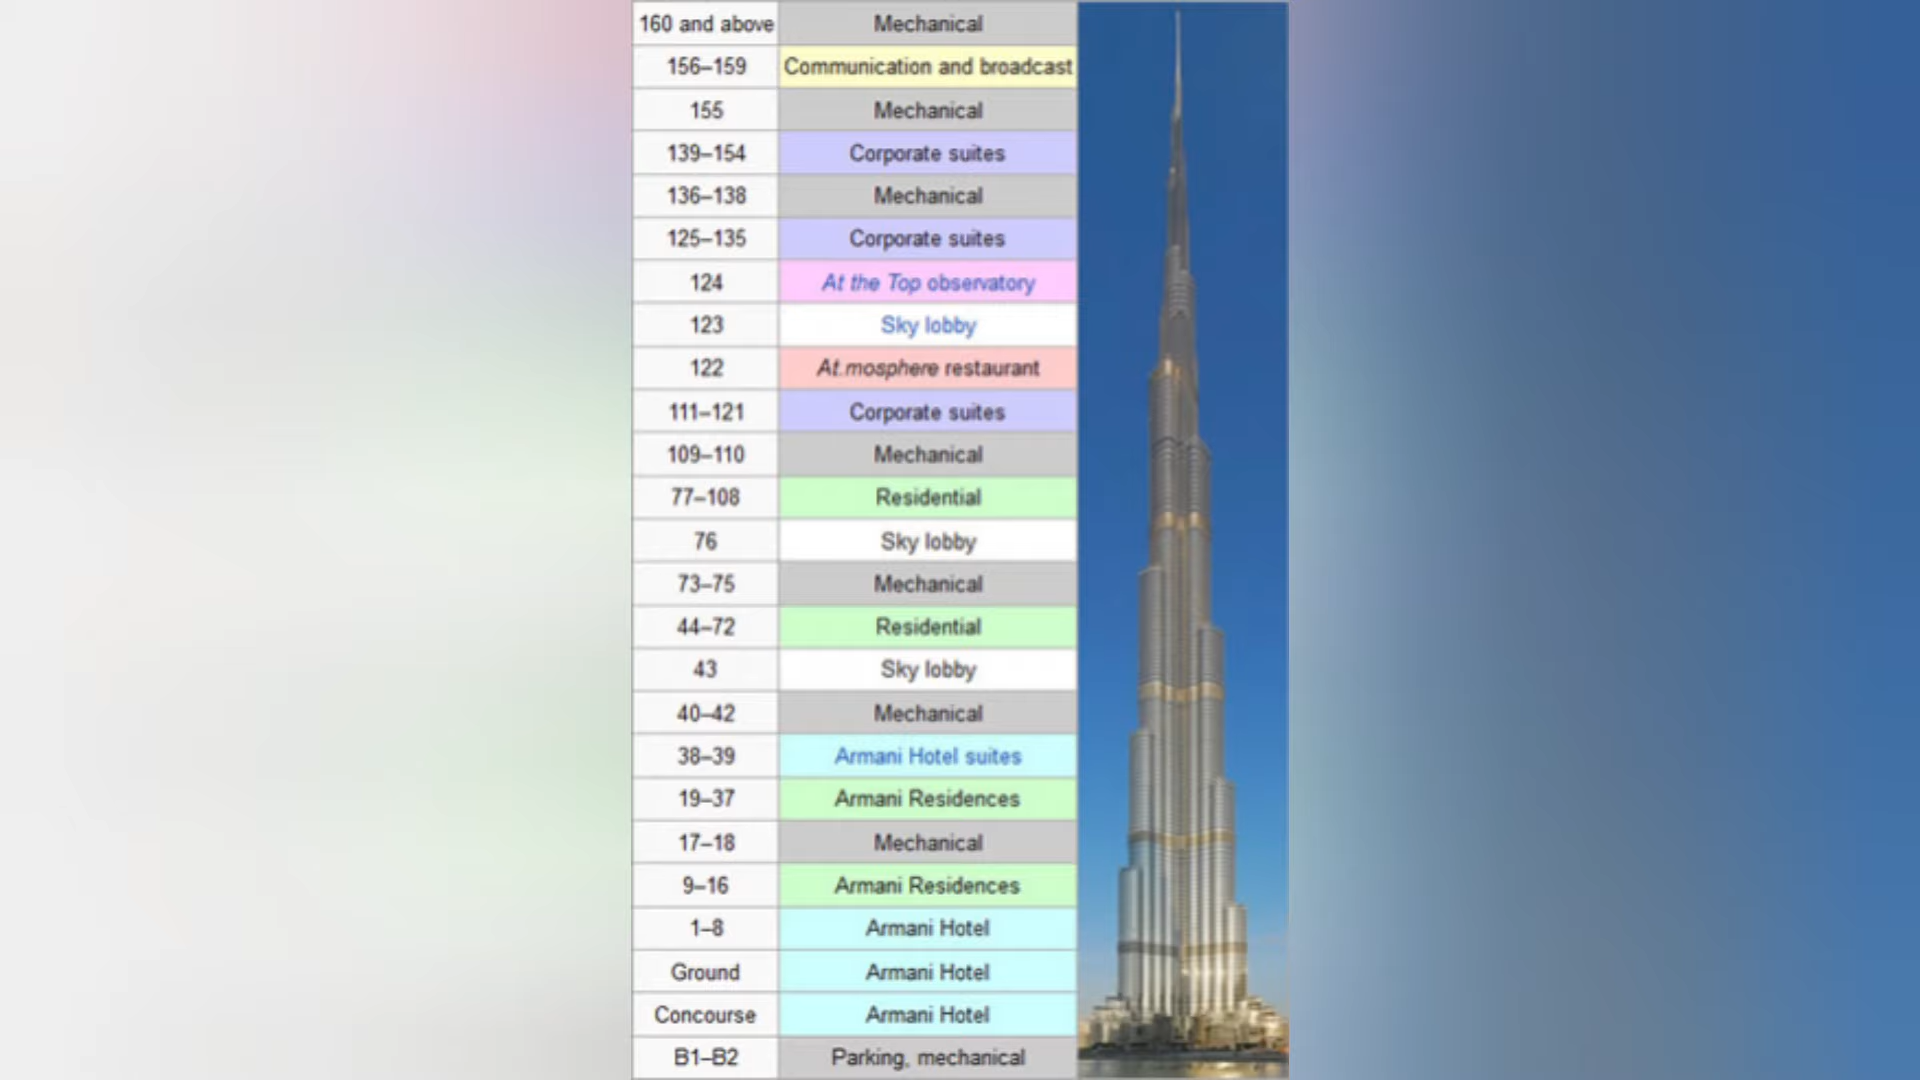 160 and above Mechanical
156–159 Communication and broadcast
155 Mechanical
139–154 Corporate suites
136–138 Mechanical
125–135 Corporate suites
124 At the Top observatory
123 Sky lobby
122 At.mosphere restaurant
111–121 Corporate suites
109–110 Mechanical
77–108 Residential
76 Sky lobby
73–75 Mechanical
44–72 Residential
43 Sky lobby
40–42 Mechanical
38–39 Armani Hotel suites
19–37 Armani Residences
17–18 Mechanical
9–16 Armani Residences
1–8 Armani Hotel
Ground Armani Hotel
Concourse Armani Hotel
B1–B2 Parking, mechanical